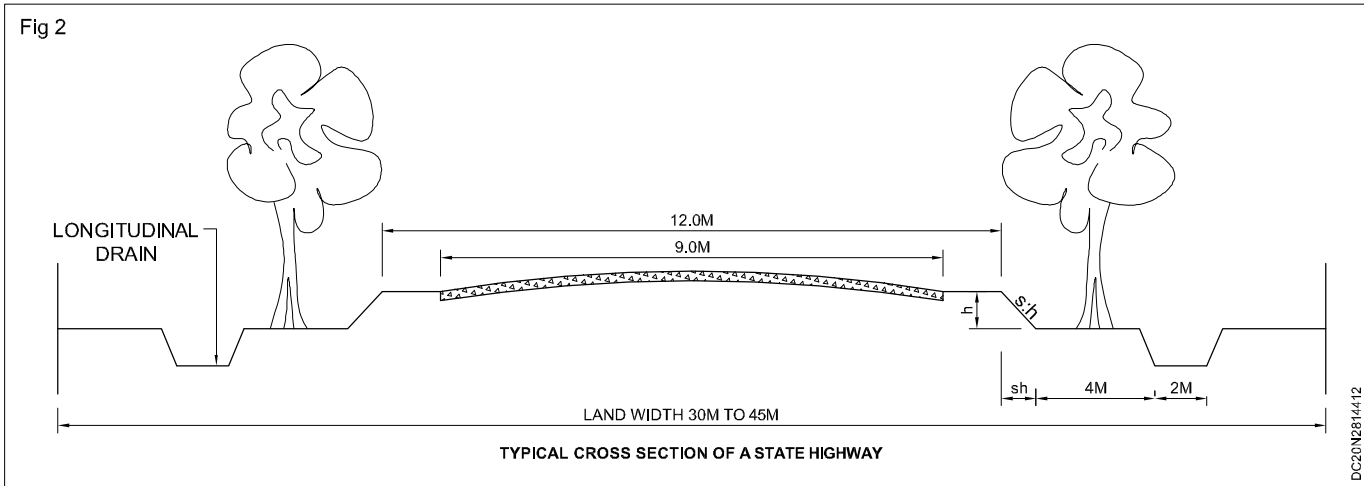 Fig 2
LONGITUDINAL
DRAIN
12.0M
9.0M
h
s:h
sh
4M
2M
LAND WIDTH 30M TO 45M
TYPICAL CROSS SECTION OF A STATE HIGHWAY
DC20N2814412